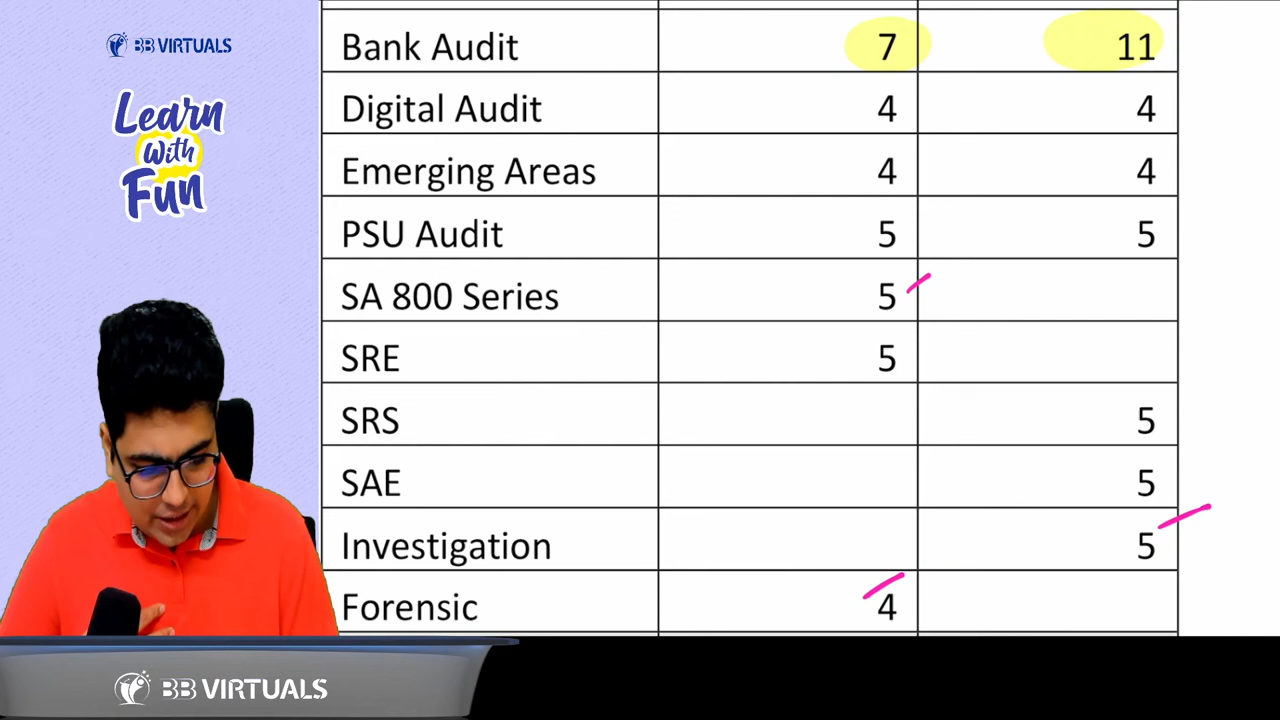 BB VIRTUALS
Learn
With
Fun
Bank Audit 7 11
Digital Audit 4 4
Emerging Areas 4 4
PSU Audit 5 5
SA 800 Series 5
SRE 5
SRS 5
SAE 5
Investigation 5
Forensic 4
BB VIRTUALS